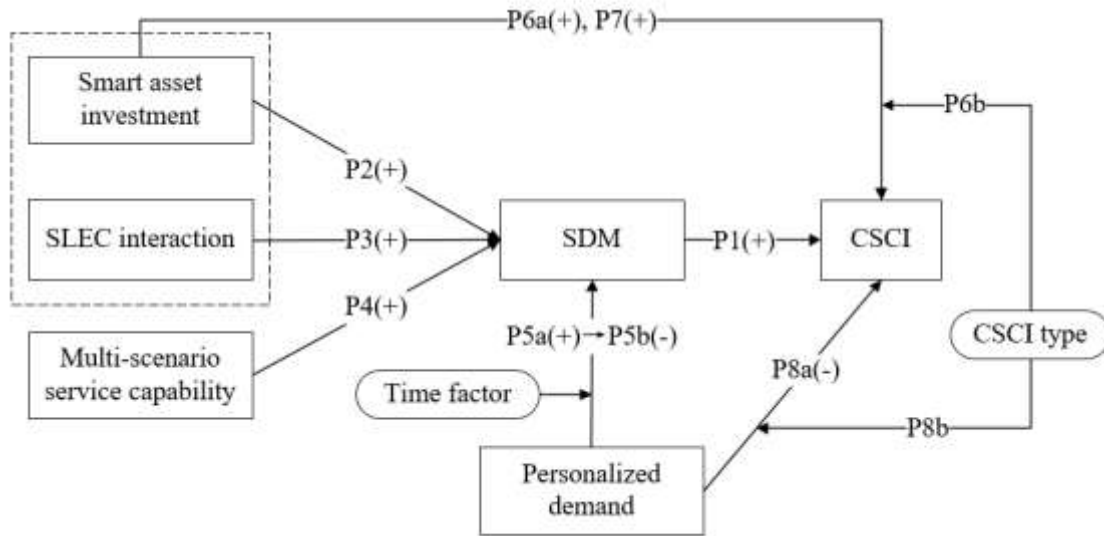 P6a(+), P7(+)
Smart asset
investment
P6b
P2(+)
SLEC interaction
P3(+)
SDM
P1(+)
CSCI
P4(+)
Multi-scenario
service capability
P5a(+)→P5b(-)
CSCI type
Time factor
P8a(-)
P8b
Personalized
demand